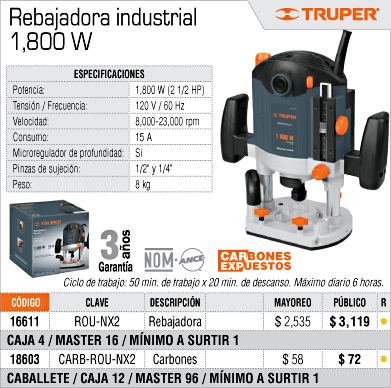 Rebajadora industrial
1,800 W
TRUPER
ESPECIFICACIONES
Potencia: 1,800 W (2 1/2 HP)
Tensión / Frecuencia: 120 V / 60 Hz
Velocidad: 8,000-23,000 rpm
Consumo: 15 A
Microregulador de profundidad: Si
Pinzas de sujeción: 1/2" y 1/4"
Peso: 8 kg
1 800 W
TRUPER
3 años
Garantía
NOM-ANCE
CARBONES
EXPUESTOS
Ciclo de trabajo: 50 min. de trabajo x 20 min. de descanso. Máximo diario 6 horas.
CÓDIGO CLAVE DESCRIPCIÓN MAYOREO PÚBLICO R
16611 ROU-NX2 Rebajadora $ 2,535 $ 3,119
CAJA 4 / MASTER 16 / MÍNIMO A SURTIR 1
18603 CARB-ROU-NX2 Carbones $ 58 $ 72
CABALLETE / CAJA 12 / MASTER 96 / MÍNIMO A SURTIR 1